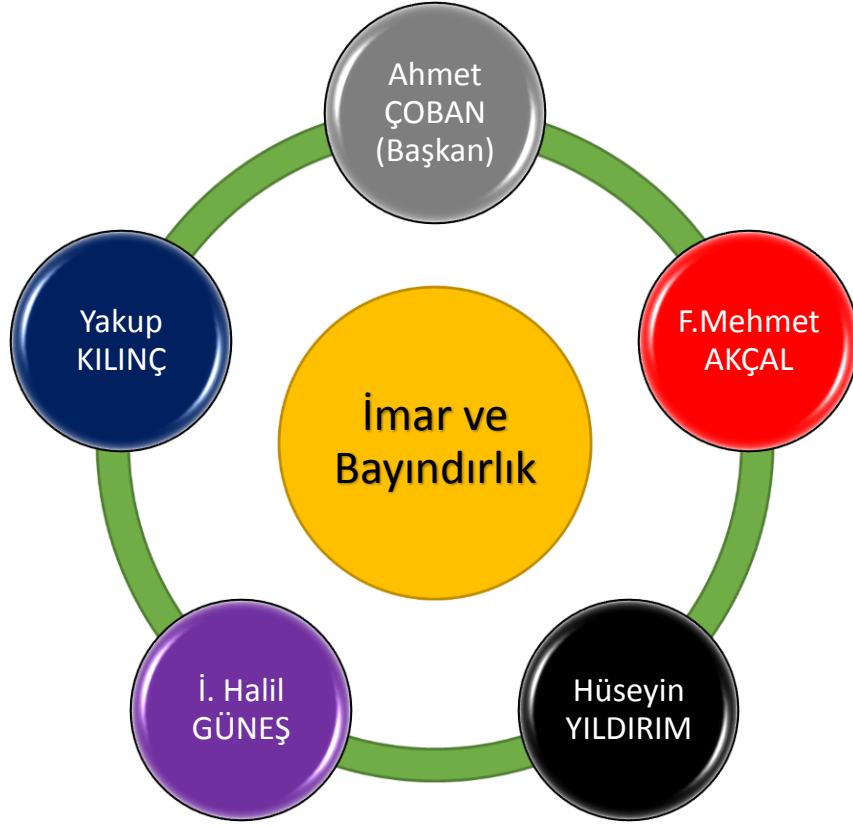 Ahmet
ÇOBAN
(Başkan)
F.Mehmet
AKÇAL
Hüseyin
YILDIRIM
İ. Halil
GÜNEŞ
Yakup
KILINÇ
İmar ve
Bayındırlık